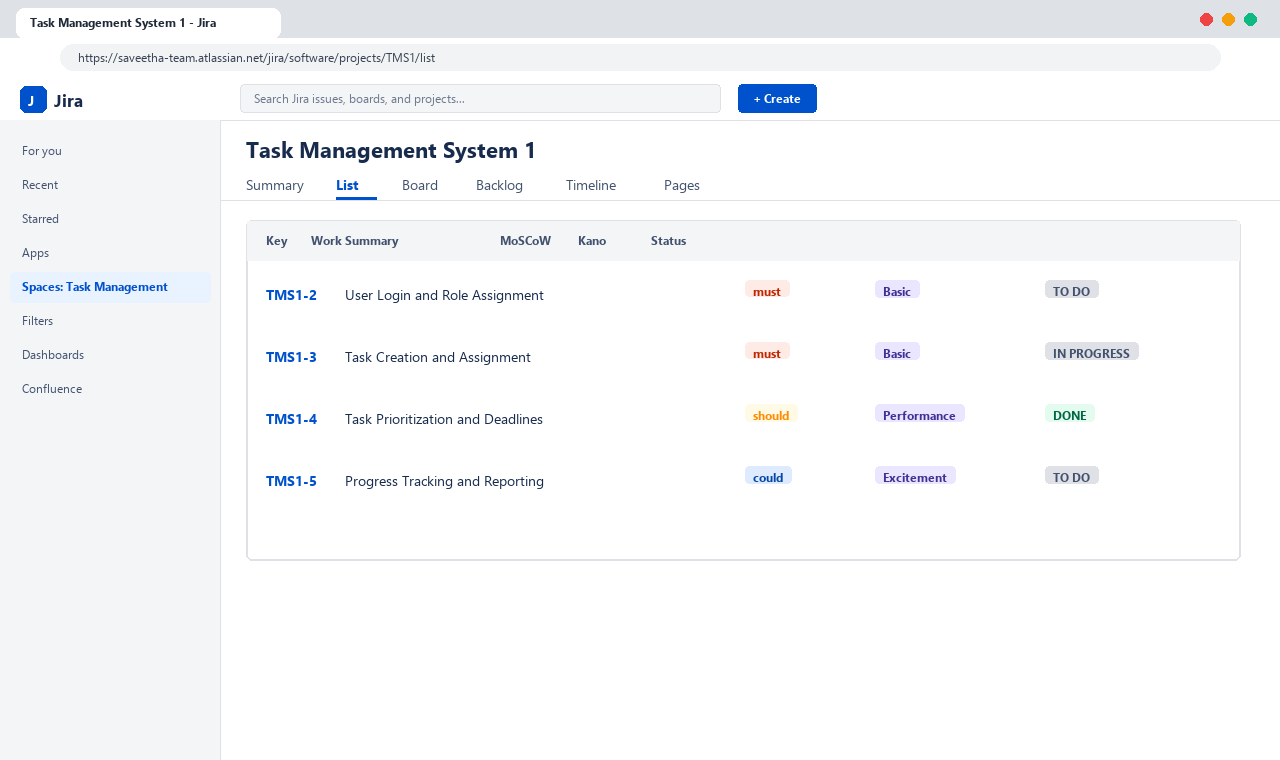 Task Management System 1 - Jira
https://saveetha-team.atlassian.net/jira/software/projects/TMS1/list
J Jira Search Jira issues, boards, and projects... + Create
For you
Recent
Starred
Apps
Spaces: Task Management
Filters
Dashboards
Confluence
Task Management System 1
Summary List Board Backlog Timeline Pages
Key Work Summary MoSCoW Kano Status
TMS1-2 User Login and Role Assignment must Basic TO DO
TMS1-3 Task Creation and Assignment must Basic IN PROGRESS
TMS1-4 Task Prioritization and Deadlines should Performance DONE
TMS1-5 Progress Tracking and Reporting could Excitement TO DO